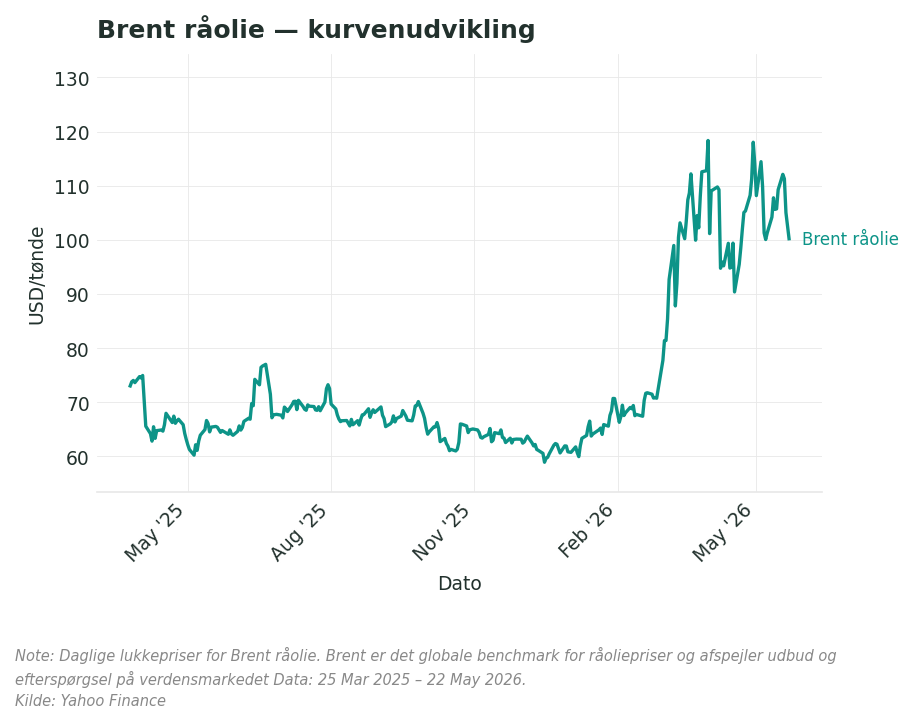 Brent råolie — kurvenudvikling
130
120
110
100
90
80
70
60
USD/tønde
Brent råolie
May '25
Aug '25
Nov '25
Feb '26
May '26
Dato
Note: Daglige lukkepriser for Brent råolie. Brent er det globale benchmark for råoliepriser og afspejler udbud og
efterspørgsel på verdensmarkedet Data: 25 Mar 2025 – 22 May 2026.
Kilde: Yahoo Finance